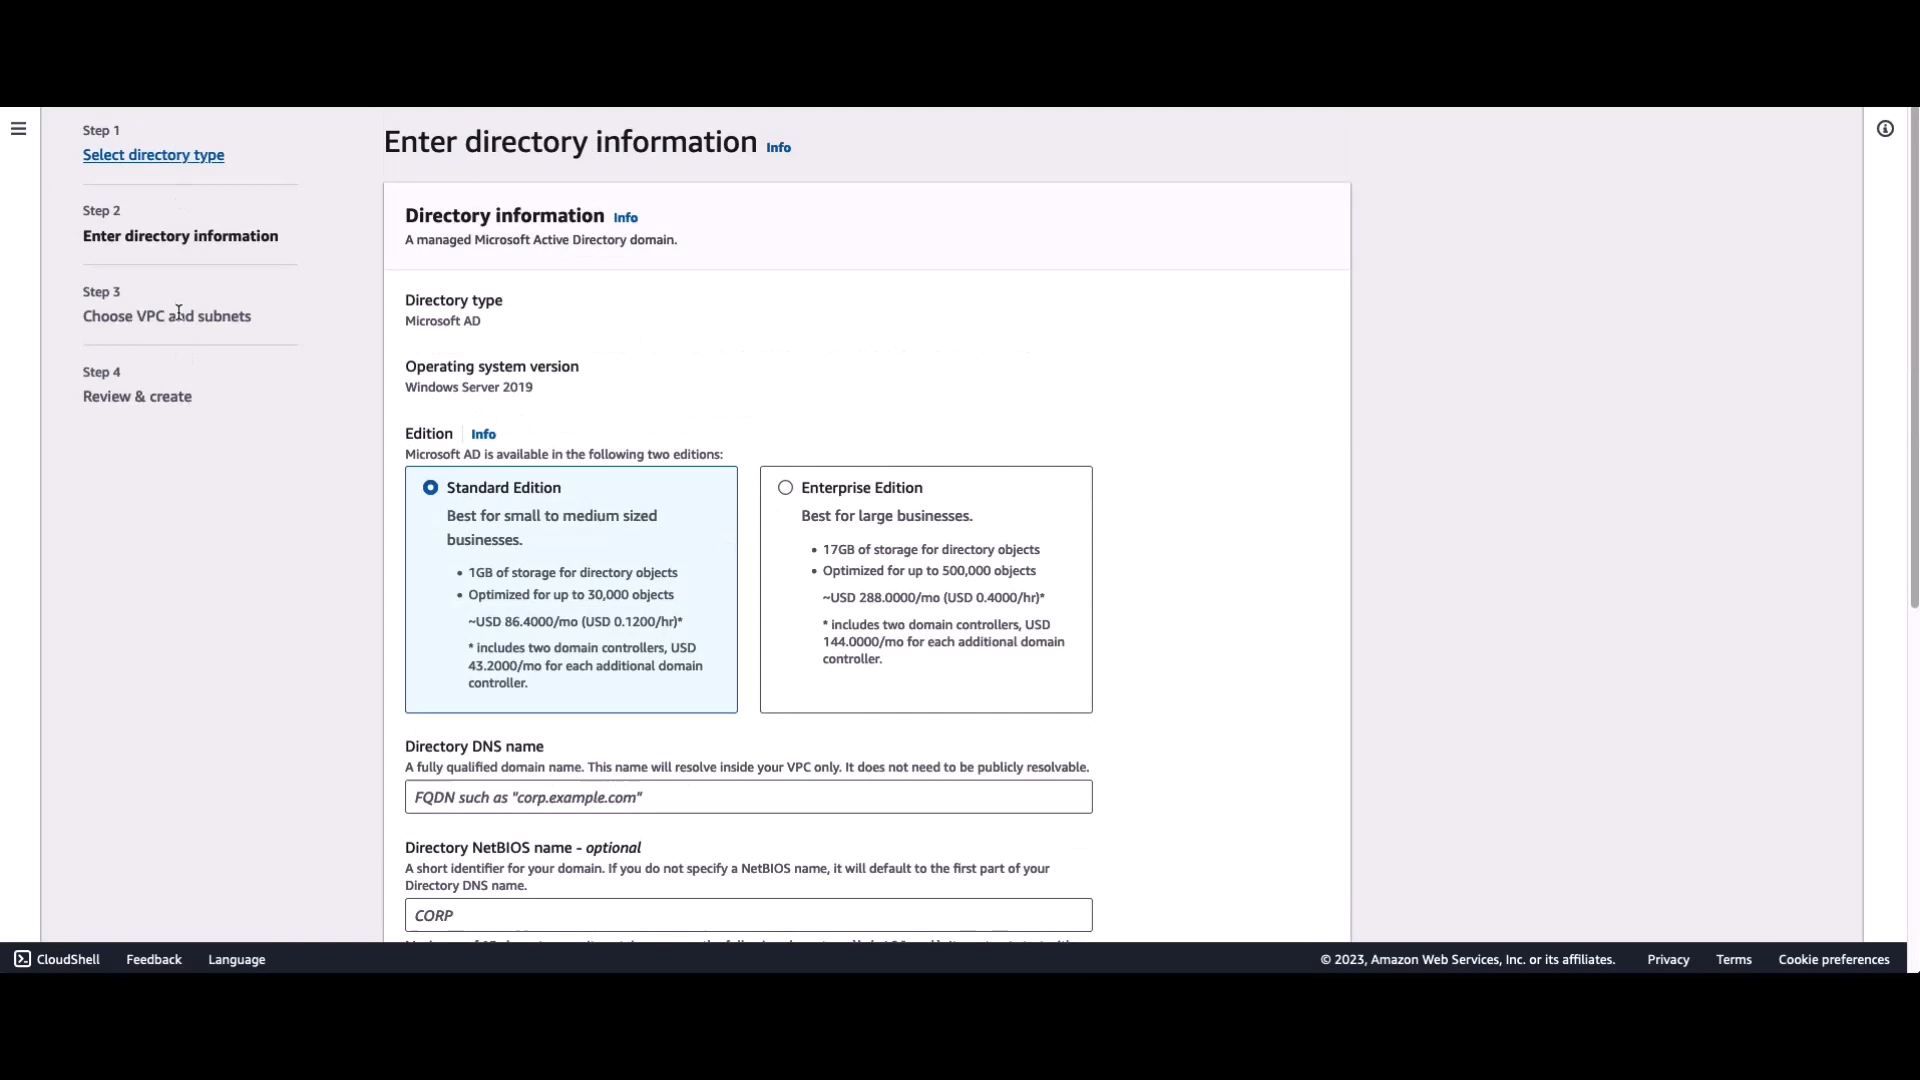 Step 1
Select directory type
Step 2
Enter directory information
Step 3
Choose VPC and subnets
Step 4
Review & create
Enter directory information Info
Directory information Info
A managed Microsoft Active Directory domain.
Directory type
Microsoft AD
Operating system version
Windows Server 2019
Edition Info
Microsoft AD is available in the following two editions:
Standard Edition
Best for small to medium sized
businesses.
• 1GB of storage for directory objects
• Optimized for up to 30,000 objects
~USD 86.4000/mo (USD 0.1200/hr)*
* includes two domain controllers, USD
43.2000/mo for each additional domain
controller.
Enterprise Edition
Best for large businesses.
• 17GB of storage for directory objects
• Optimized for up to 500,000 objects
~USD 288.0000/mo (USD 0.4000/hr)*
* includes two domain controllers, USD
144.0000/mo for each additional domain
controller.
Directory DNS name
A fully qualified domain name. This name will resolve inside your VPC only. It does not need to be publicly resolvable.
FQDN such as "corp.example.com"
Directory NetBIOS name - optional
A short identifier for your domain. If you do not specify a NetBIOS name, it will default to the first part of your
Directory DNS name.
CORP
CloudShell Feedback Language © 2023, Amazon Web Services, Inc. or its affiliates. Privacy Terms Cookie preferences